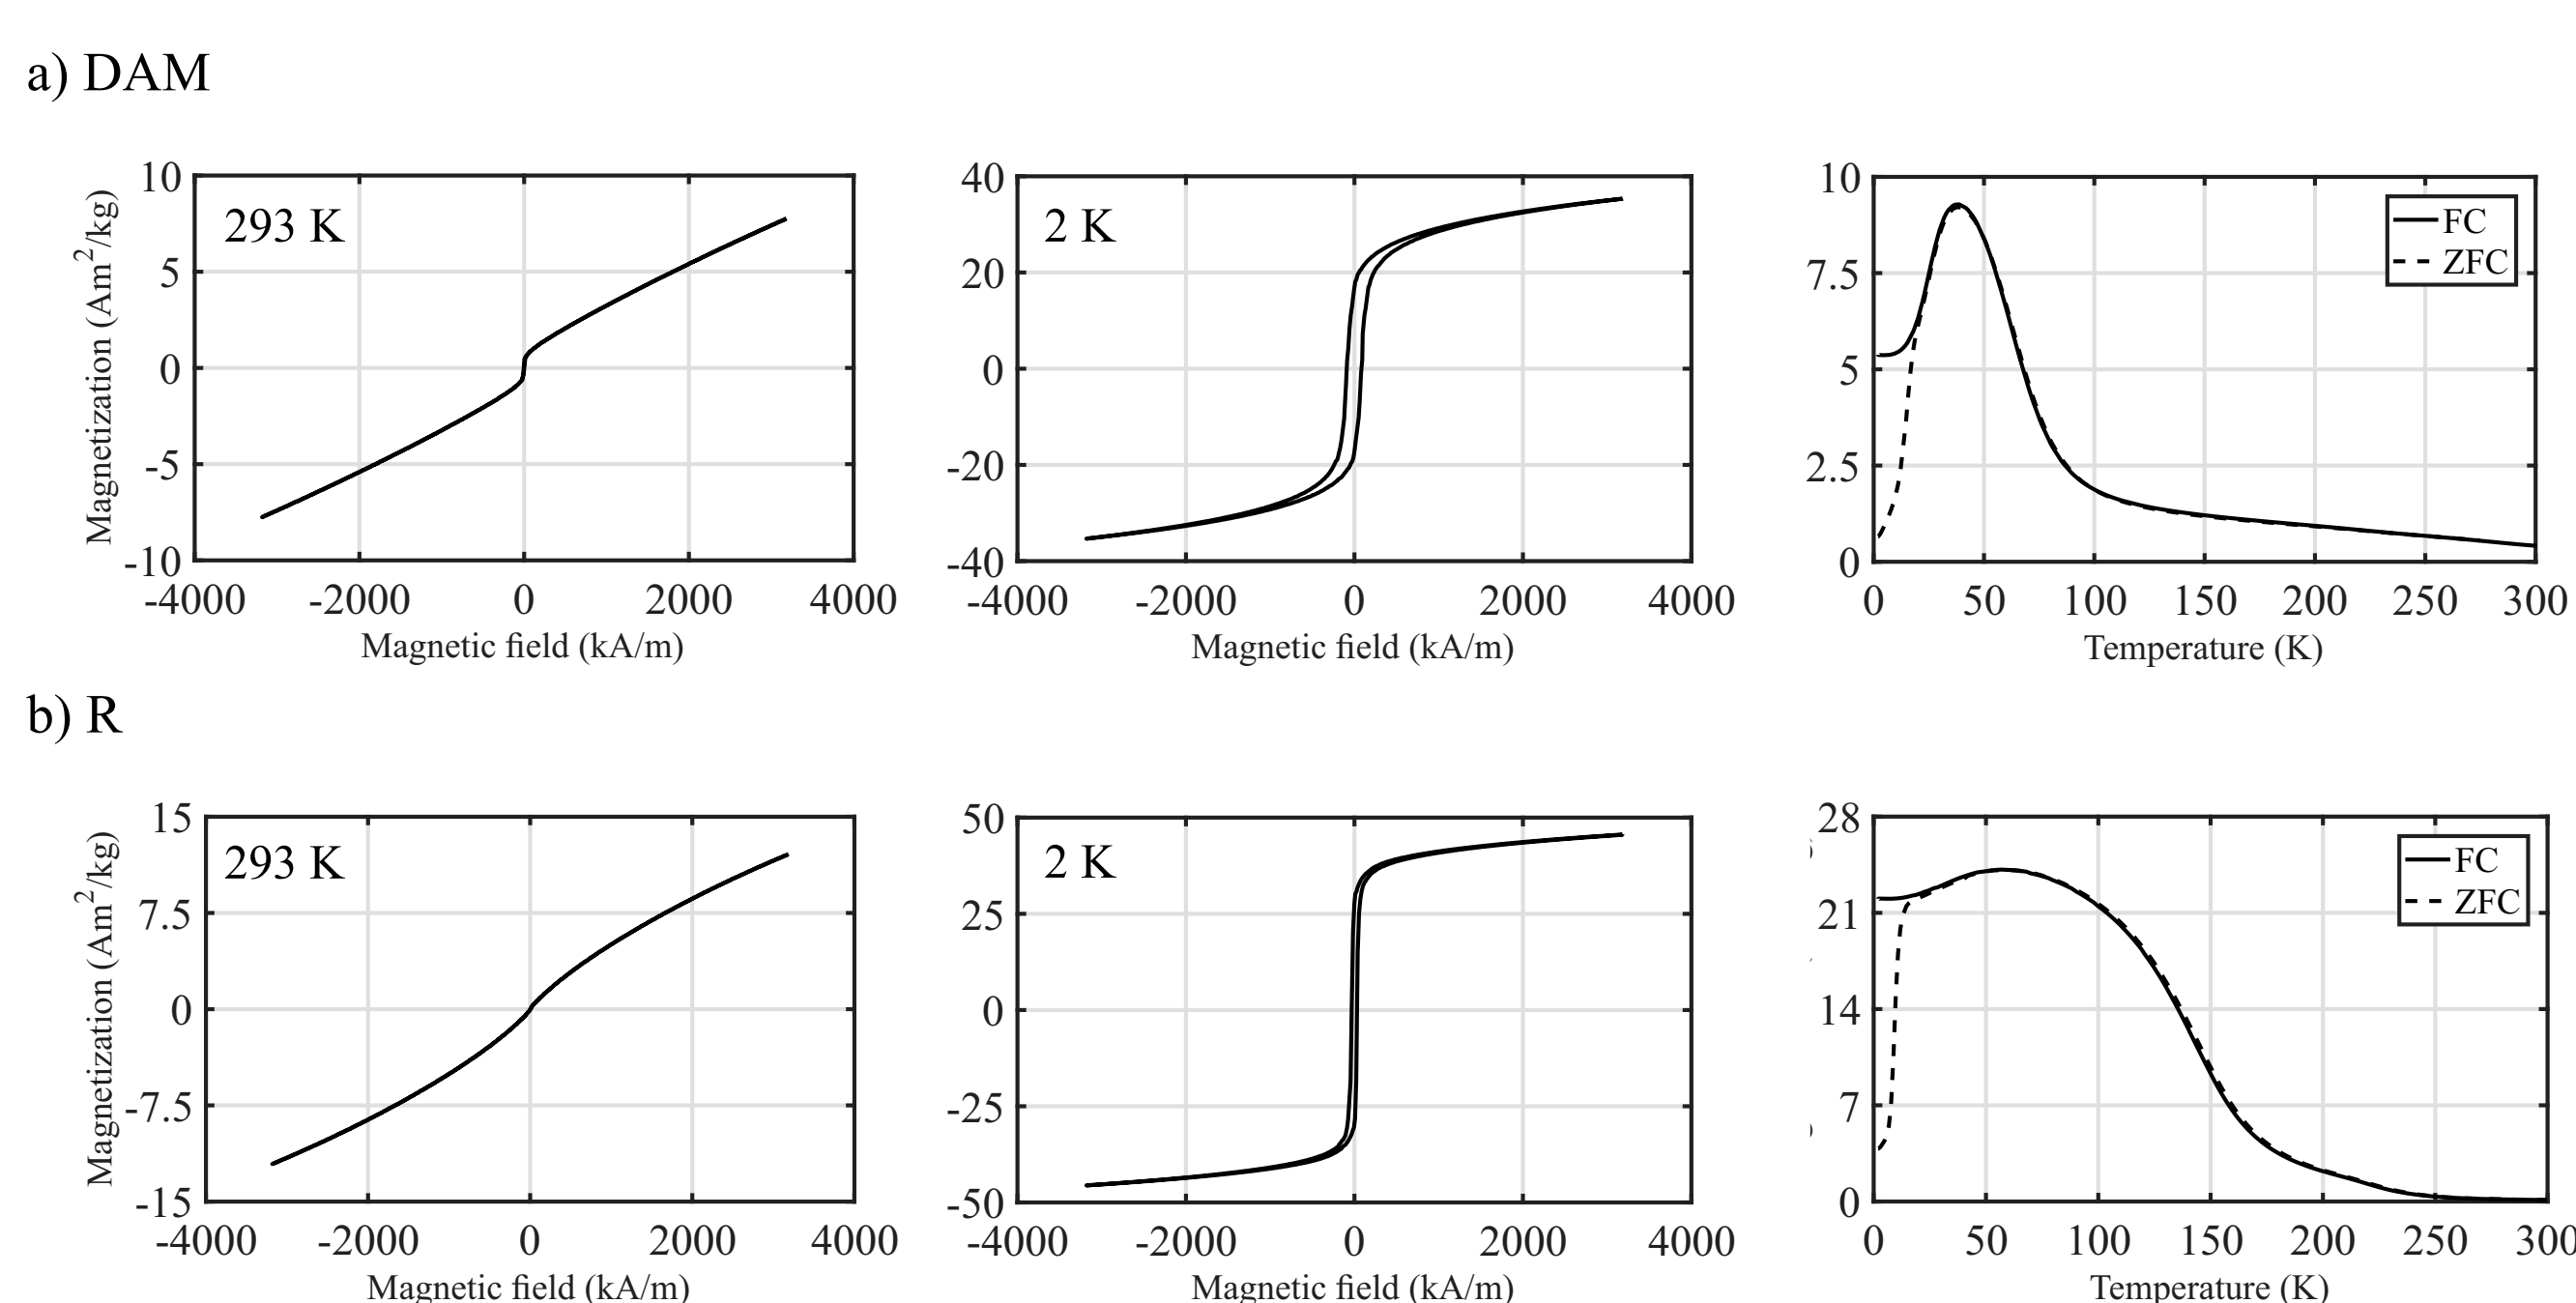 a) DAM
Magnetization (Am²/kg)
10
5
0
-5
-10
293 K
-4000 -2000 0 2000 4000
Magnetic field (kA/m)
40
20
0
-20
-40
2 K
-4000 -2000 0 2000 4000
Magnetic field (kA/m)
10
7.5
5
2.5
0
FC
ZFC
0 50 100 150 200 250 300
Temperature (K)
b) R
Magnetization (Am²/kg)
15
7.5
0
-7.5
-15
293 K
-4000 -2000 0 2000 4000
Magnetic field (kA/m)
50
25
0
-25
-50
2 K
-4000 -2000 0 2000 4000
Magnetic field (kA/m)
28
21
14
7
0
FC
ZFC
0 50 100 150 200 250 300
Temperature (K)